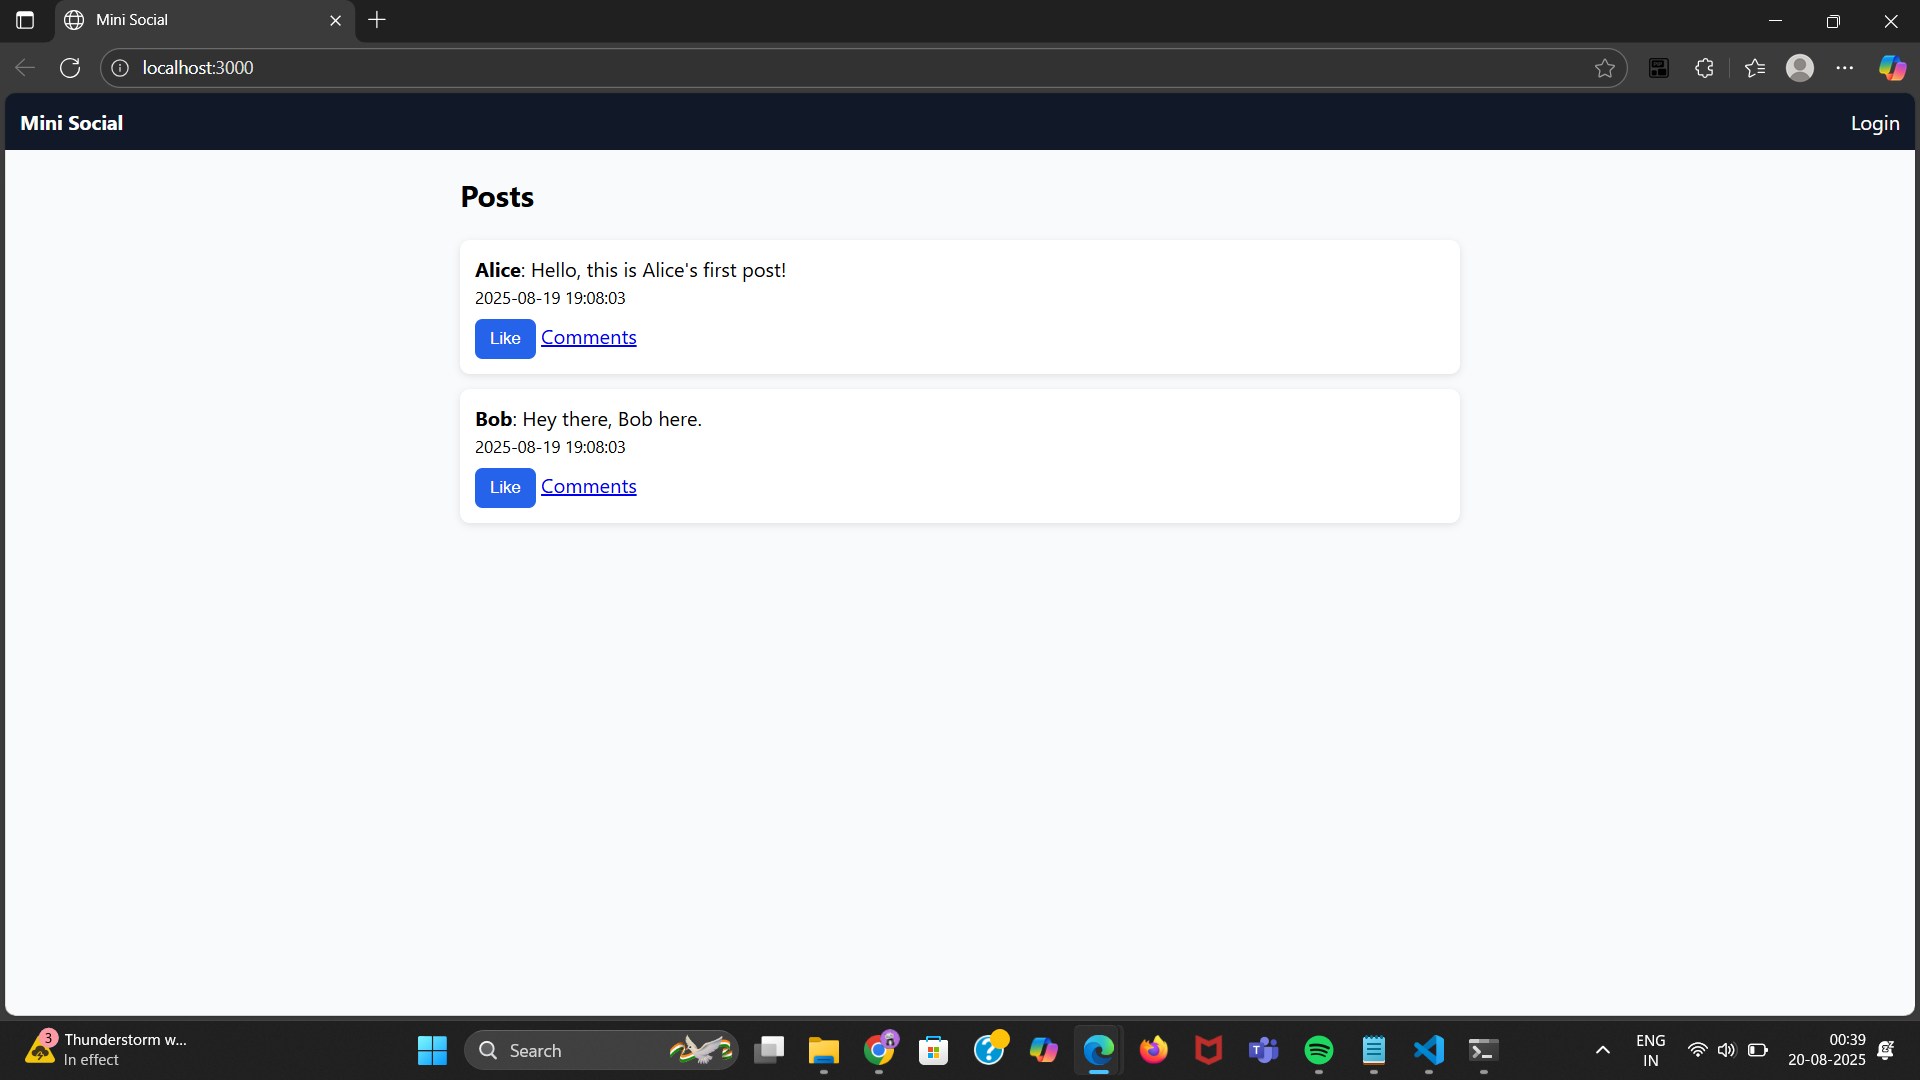 Mini Social
localhost:3000
Mini Social
Login
Posts
Alice: Hello, this is Alice's first post!
2025-08-19 19:08:03
Like Comments
Bob: Hey there, Bob here.
2025-08-19 19:08:03
Like Comments
3
Thunderstorm w...
In effect
Search
ENG
IN
00:39
20-08-2025